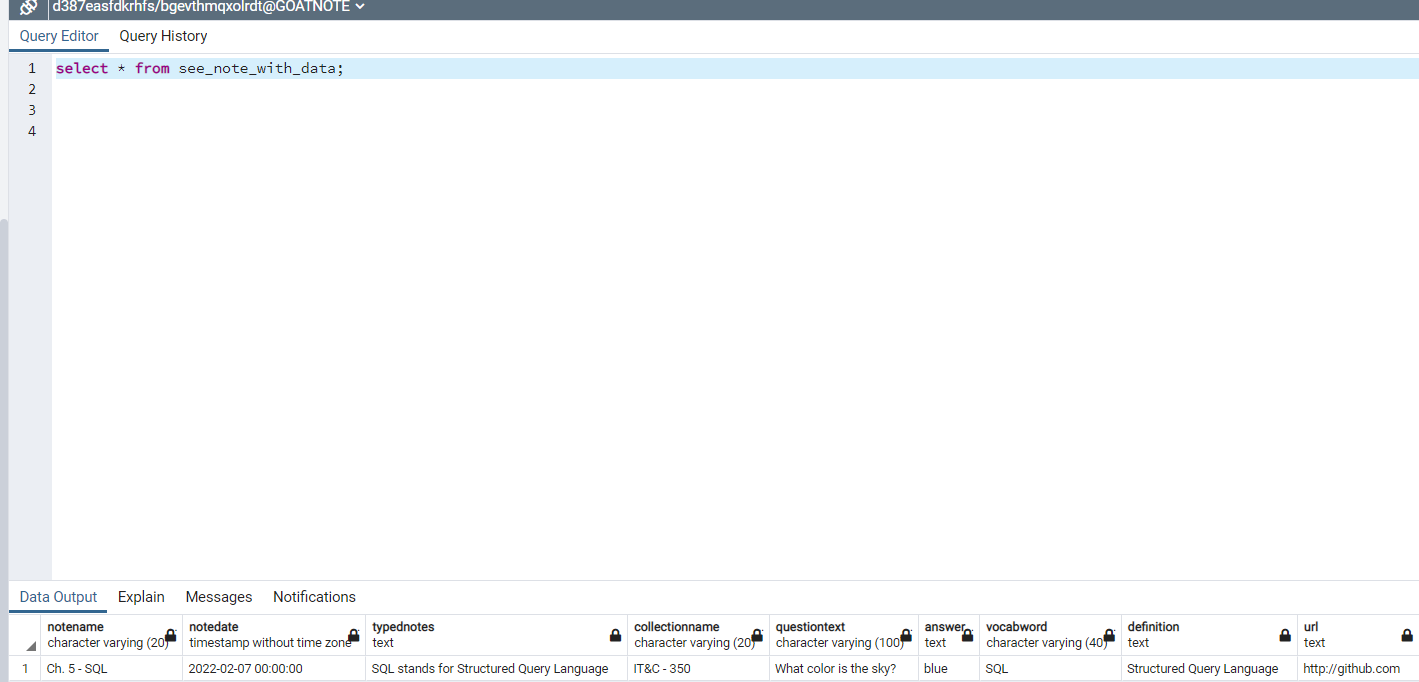 d387easfdkrhfs/bgevthmqxolrdt@GOATNOTE
Query Editor Query History
1 select * from see_note_with_data;
2
3
4
Data Output Explain Messages Notifications
notename notedate typednotes collectionname questiontext answer vocabword definition url
character varying (20) timestamp without time zone text character varying (20) character varying (100) text character varying (40) text text
1 Ch. 5 - SQL 2022-02-07 00:00:00 SQL stands for Structured Query Language IT&C - 350 What color is the sky? blue SQL Structured Query Language http://github.com